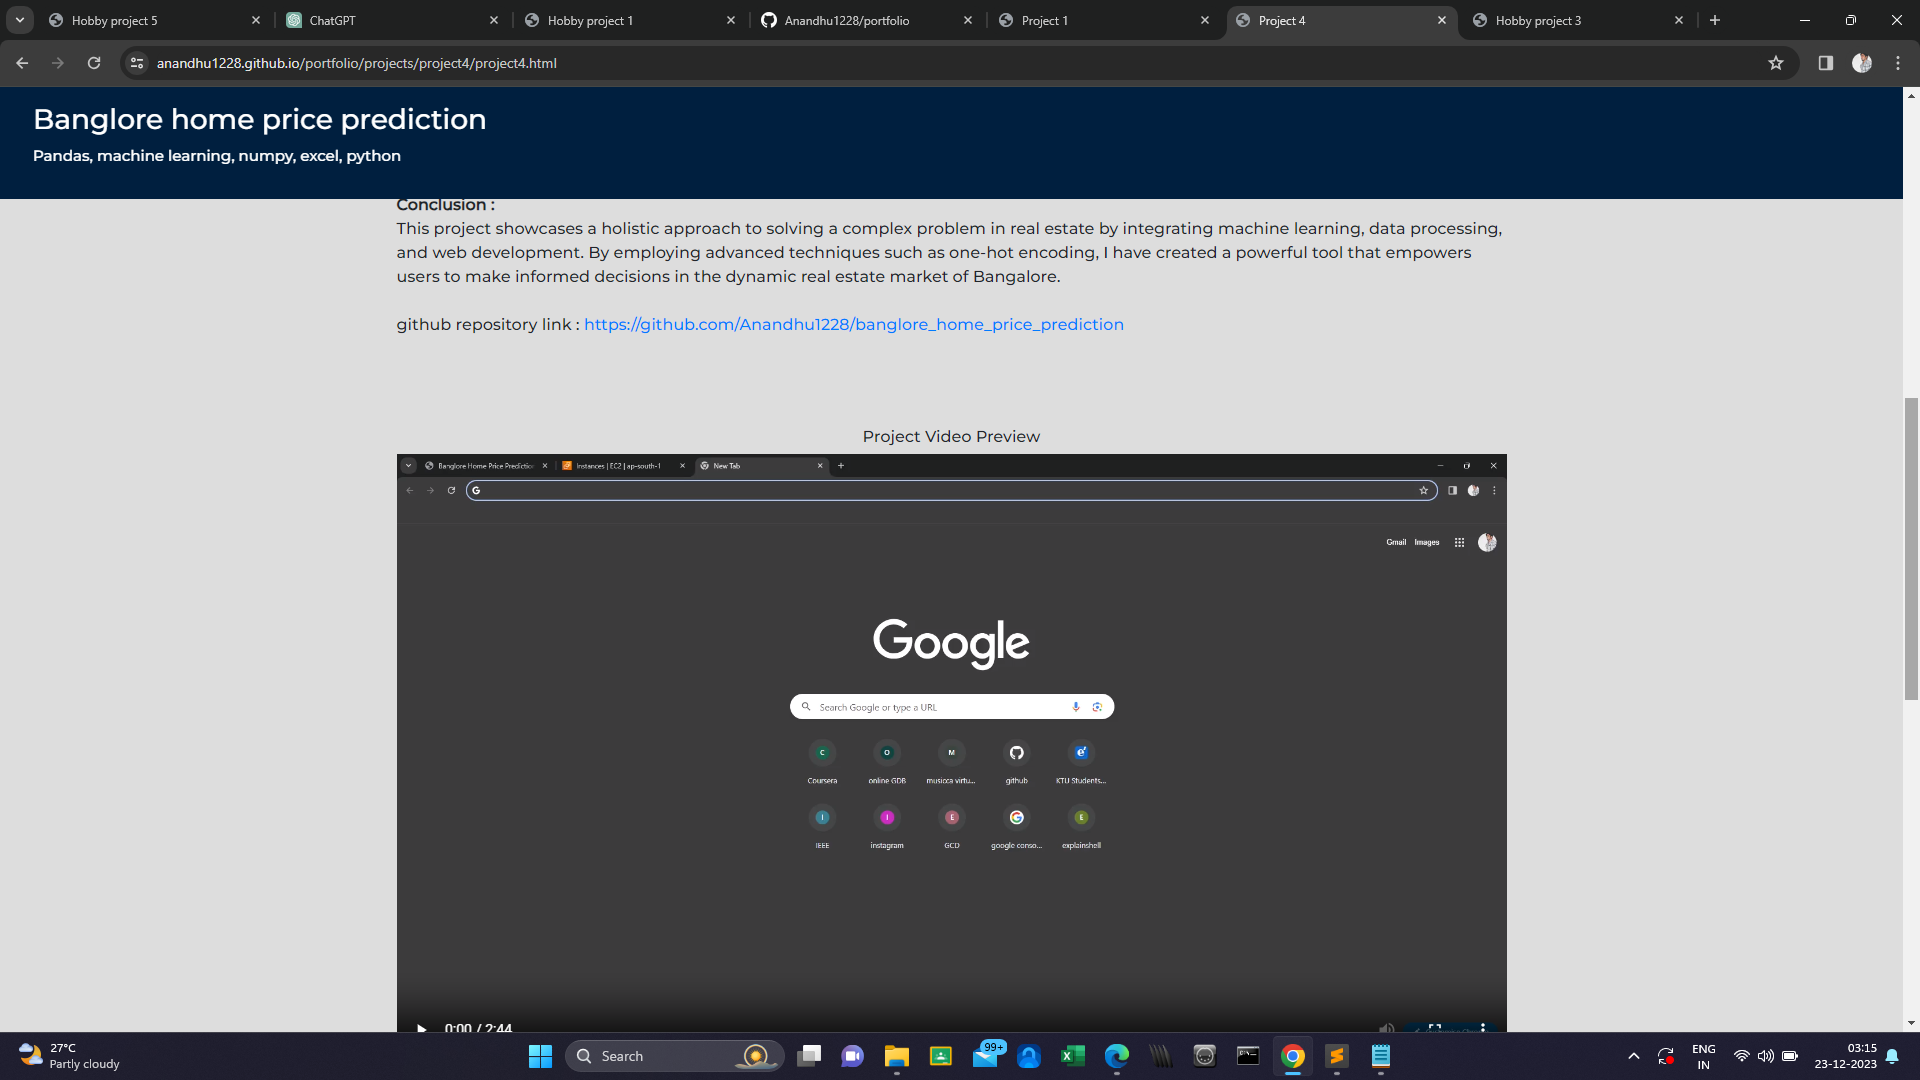 Hobby project 5
ChatGPT
Hobby project 1
Anandhu1228/portfolio
Project 1
Project 4
Hobby project 3
anandhu1228.github.io/portfolio/projects/project4/project4.html
Banglore home price prediction
Pandas, machine learning, numpy, excel, python
Conclusion :
This project showcases a holistic approach to solving a complex problem in real estate by integrating machine learning, data processing,
and web development. By employing advanced techniques such as one-hot encoding, I have created a powerful tool that empowers
users to make informed decisions in the dynamic real estate market of Bangalore.
github repository link : https://github.com/Anandhu1228/banglore_home_price_prediction
Project Video Preview
Banglore Home Price Predictio
Instances | EC2 | ap-south-1
New Tab
Gmail Images
Google
Search Google or type a URL
C O M
Coursera online GDB musicca virtu... github KTU Students...
I I E E
IEEE instagram GCD google conso... explainshell
0:00 / 2:44
27°C
Partly cloudy
Search
99+
ENG
IN
03:15
23-12-2023